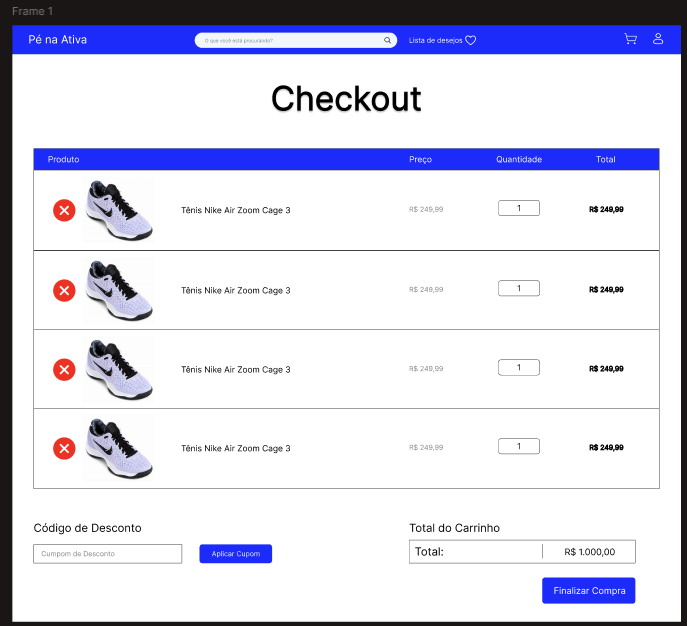 Frame 1
Pé na Ativa
O que você está procurando?
Lista de desejos
Checkout
Produto Preço Quantidade Total
Tênis Nike Air Zoom Cage 3 R$ 249,99 1 R$ 249,99
Tênis Nike Air Zoom Cage 3 R$ 249,99 1 R$ 249,99
Tênis Nike Air Zoom Cage 3 R$ 249,99 1 R$ 249,99
Tênis Nike Air Zoom Cage 3 R$ 249,99 1 R$ 249,99
Código de Desconto
Cumpom de Desconto
Aplicar Cupom
Total do Carrinho
Total: R$ 1.000,00
Finalizar Compra